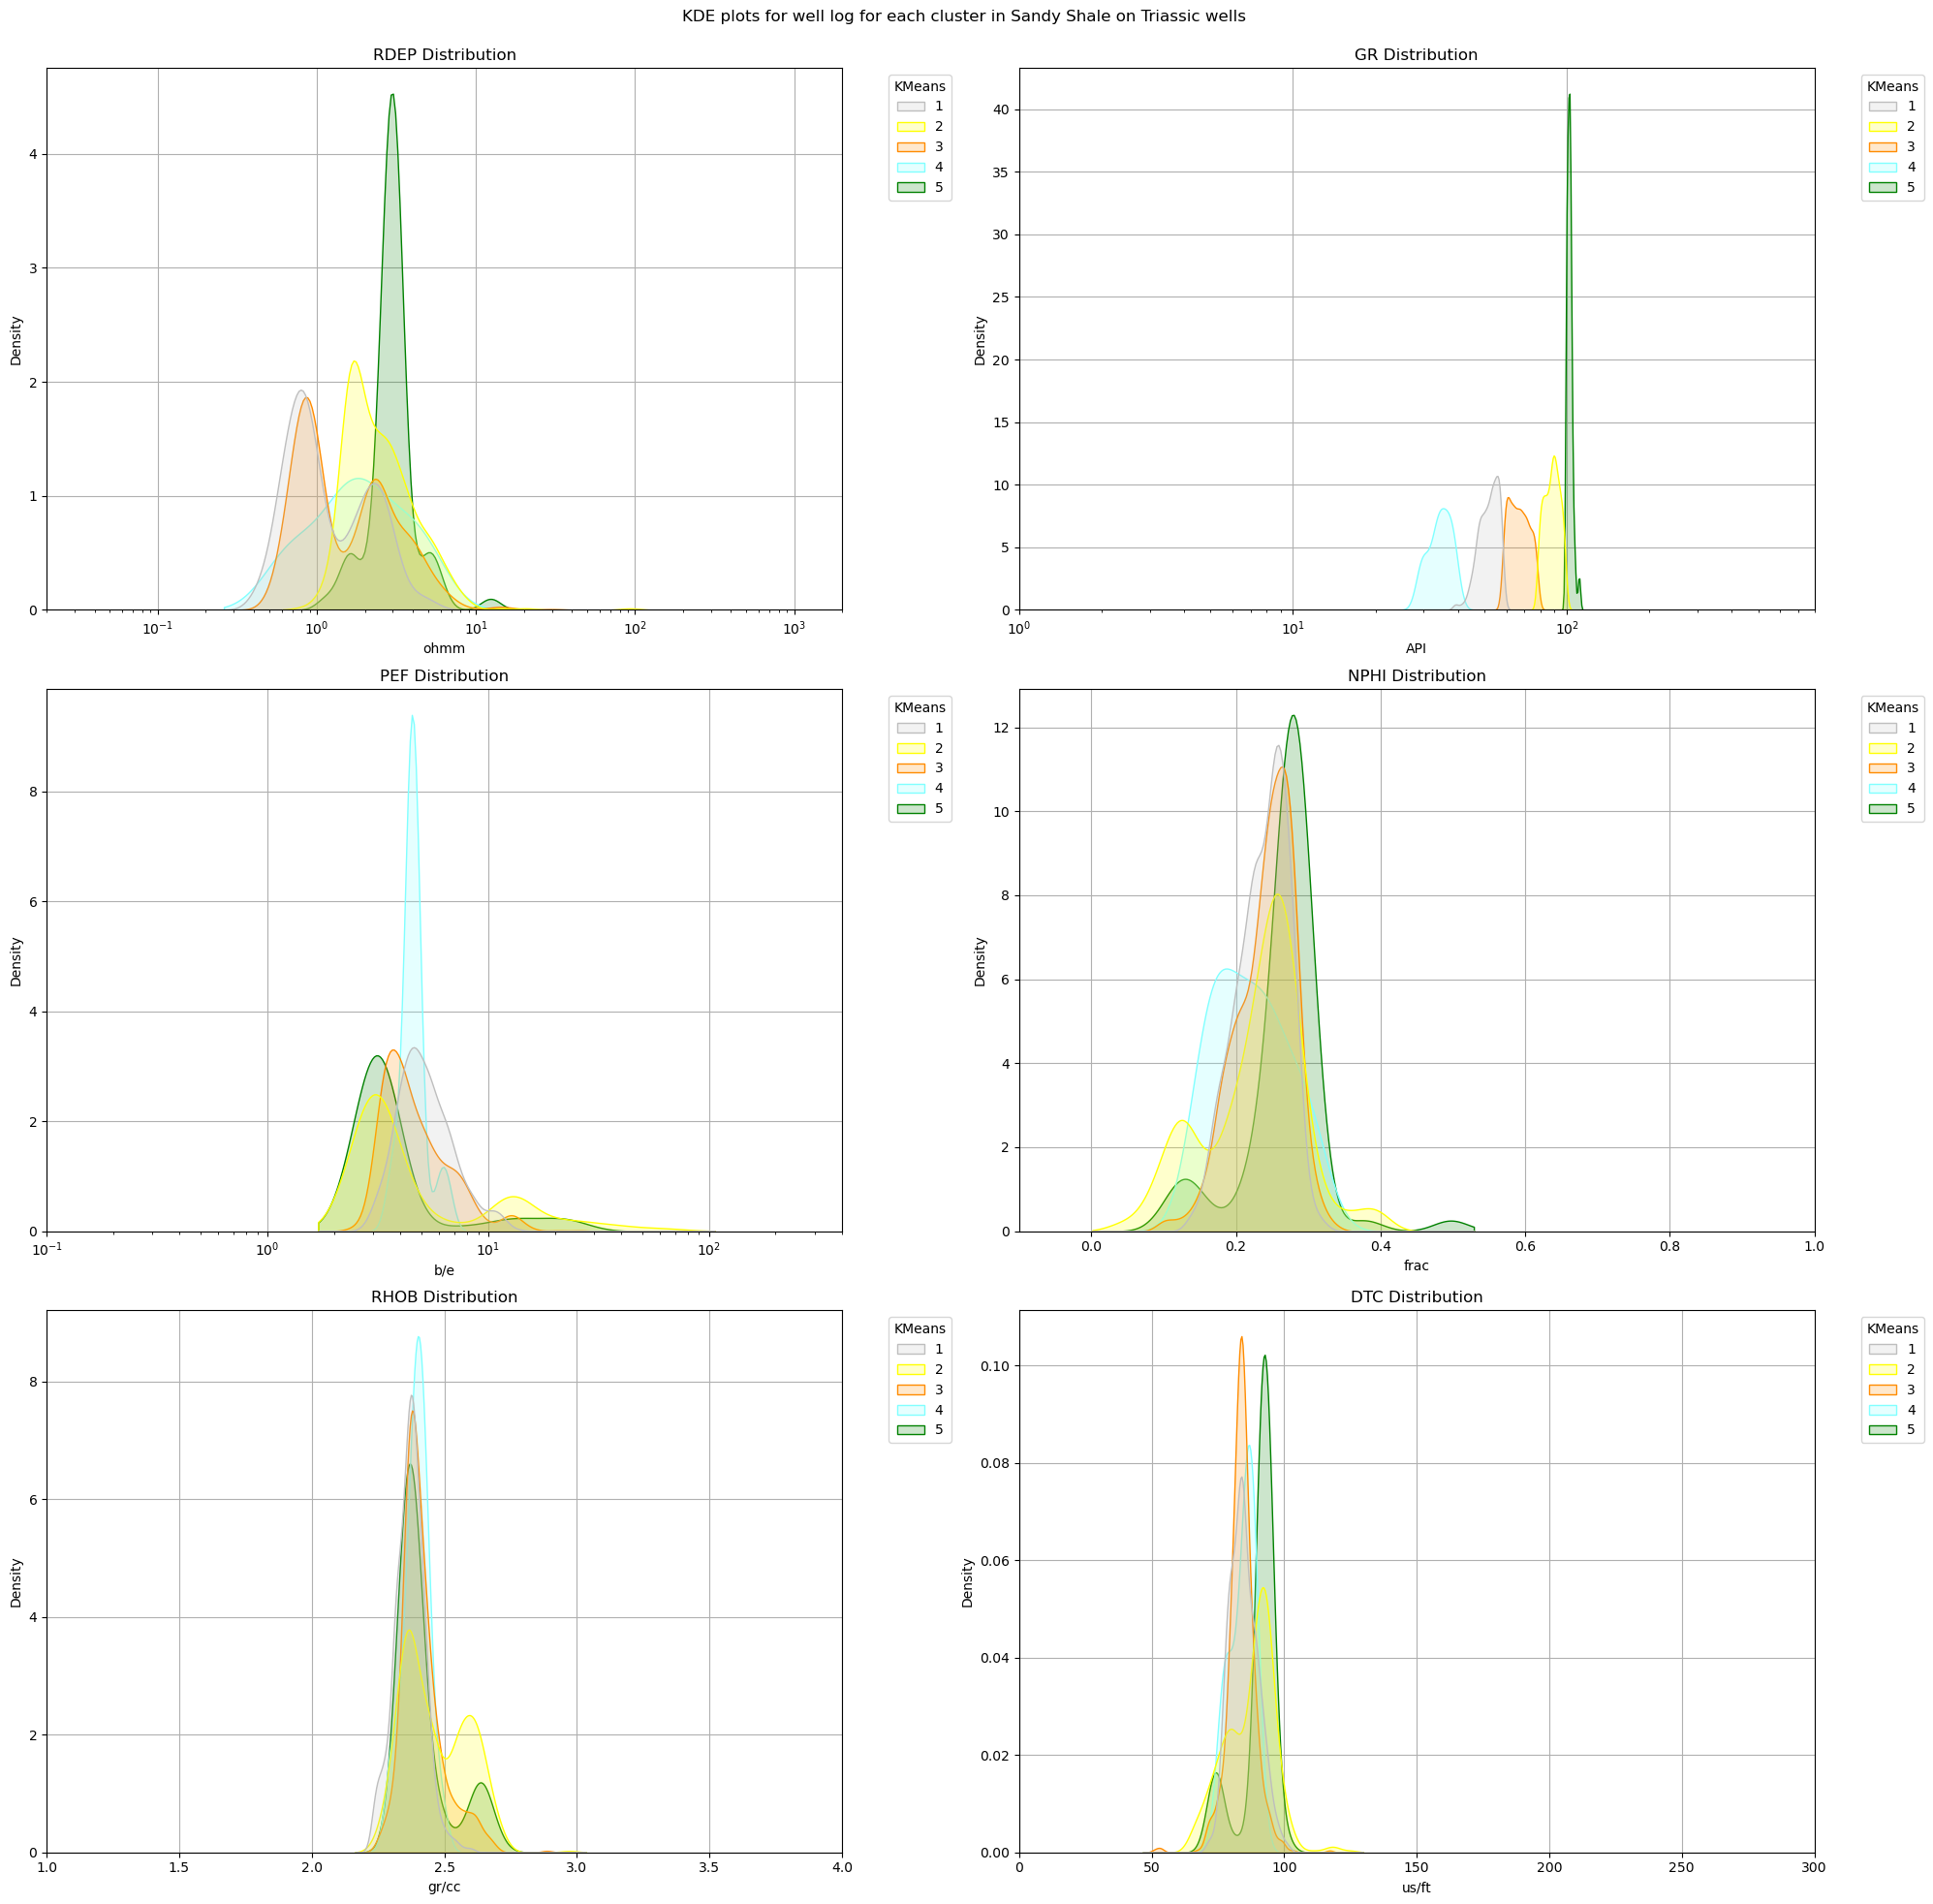 KDE plots for well log for each cluster in Sandy Shale on Triassic wells
RDEP Distribution
Density
4
3
2
1
0
10⁻¹ 10⁰ 10¹ 10² 10³
ohmm
KMeans
1
2
3
4
5
GR Distribution
Density
40
35
30
25
20
15
10
5
0
10⁰ 10¹ 10²
API
KMeans
1
2
3
4
5
PEF Distribution
Density
8
6
4
2
0
10⁻¹ 10⁰ 10¹ 10²
b/e
KMeans
1
2
3
4
5
NPHI Distribution
Density
12
10
8
6
4
2
0
0.0 0.2 0.4 0.6 0.8 1.0
frac
KMeans
1
2
3
4
5
RHOB Distribution
Density
8
6
4
2
0
1.0 1.5 2.0 2.5 3.0 3.5 4.0
gr/cc
KMeans
1
2
3
4
5
DTC Distribution
Density
0.10
0.08
0.06
0.04
0.02
0.00
0 50 100 150 200 250 300
us/ft
KMeans
1
2
3
4
5